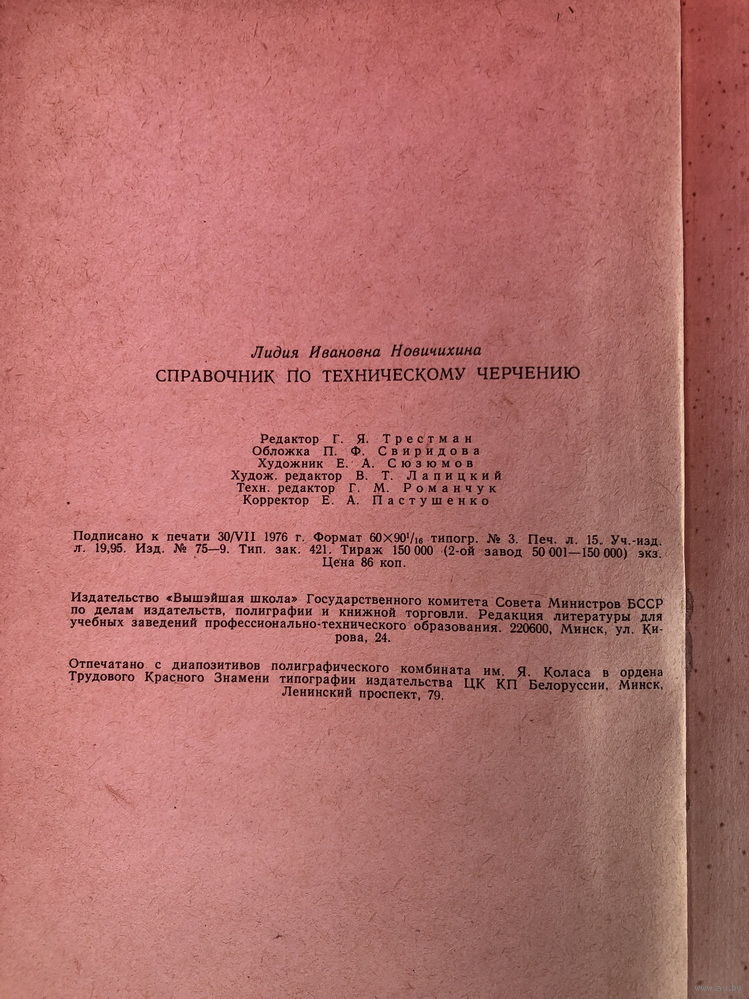 Лидия Ивановна Новичихина
СПРАВОЧНИК ПО ТЕХНИЧЕСКОМУ ЧЕРЧЕНИЮ
Редактор Г. Я. Трестман
Обложка П. Ф. Свиридова
Художник Е. А. Сюзюмов
Худож. редактор В. Т. Лапицкий
Техн. редактор Г. М. Романчук
Корректор Е. А. Пастушенко
Подписано к печати 30/VII 1976 г. Формат 60×90¹/₁₆ типогр. № 3. Печ. л. 15. Уч.-изд.
л. 19,95. Изд. № 75—9. Тип. зак. 421. Тираж 150 000 (2-ой завод 50 001—150 000) экз.
Цена 86 коп.
Издательство «Вышэйшая школа» Государственного комитета Совета Министров БССР
по делам издательств, полиграфии и книжной торговли. Редакция литературы для
учебных заведений профессионально-технического образования. 220600, Минск, ул. Ки-
рова, 24.
Отпечатано с диапозитивов полиграфического комбината им. Я. Коласа в ордена
Трудового Красного Знамени типографии издательства ЦК КП Белоруссии, Минск,
Ленинский проспект, 79.
www.ay.by